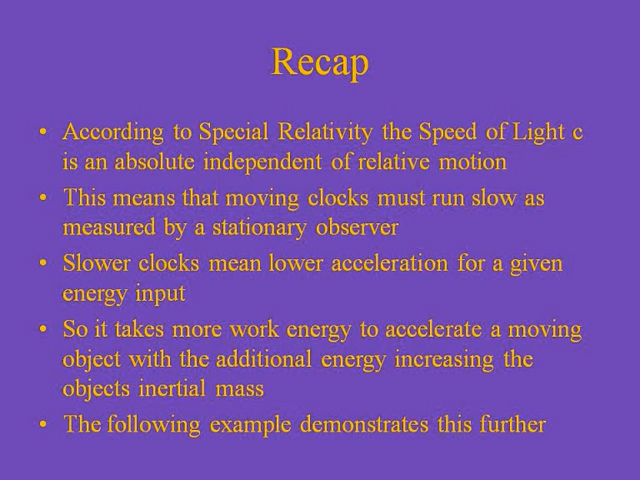 Recap
• According to Special Relativity the Speed of Light c
is an absolute independent of relative motion
• This means that moving clocks must run slow as
measured by a stationary observer
• Slower clocks mean lower acceleration for a given
energy input
• So it takes more work energy to accelerate a moving
object with the additional energy increasing the
objects inertial mass
• The following example demonstrates this further